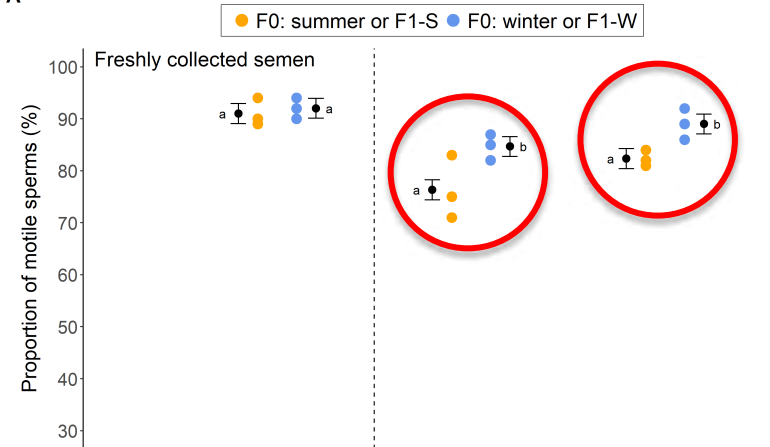 F0: summer or F1-S F0: winter or F1-W
Freshly collected semen
Proportion of motile sperms (%)
100
90
80
70
60
50
40
30
a a
a b
a b